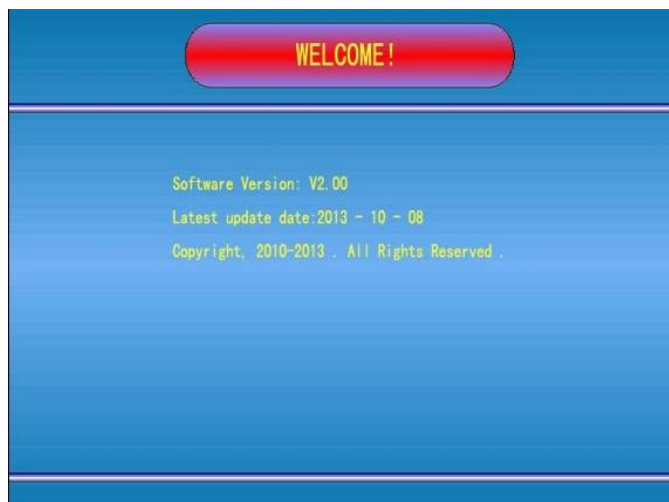 WELCOME!
Software Version: V2.00
Latest update date:2013 - 10 - 08
Copyright, 2010-2013 . All Rights Reserved .